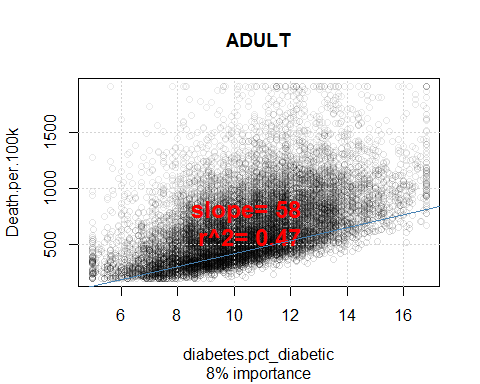 ADULT
Death.per.100k
1500
1000
500
slope= 58
r^2= 0.47
6 8 10 12 14 16
diabetes.pct_diabetic
8% importance